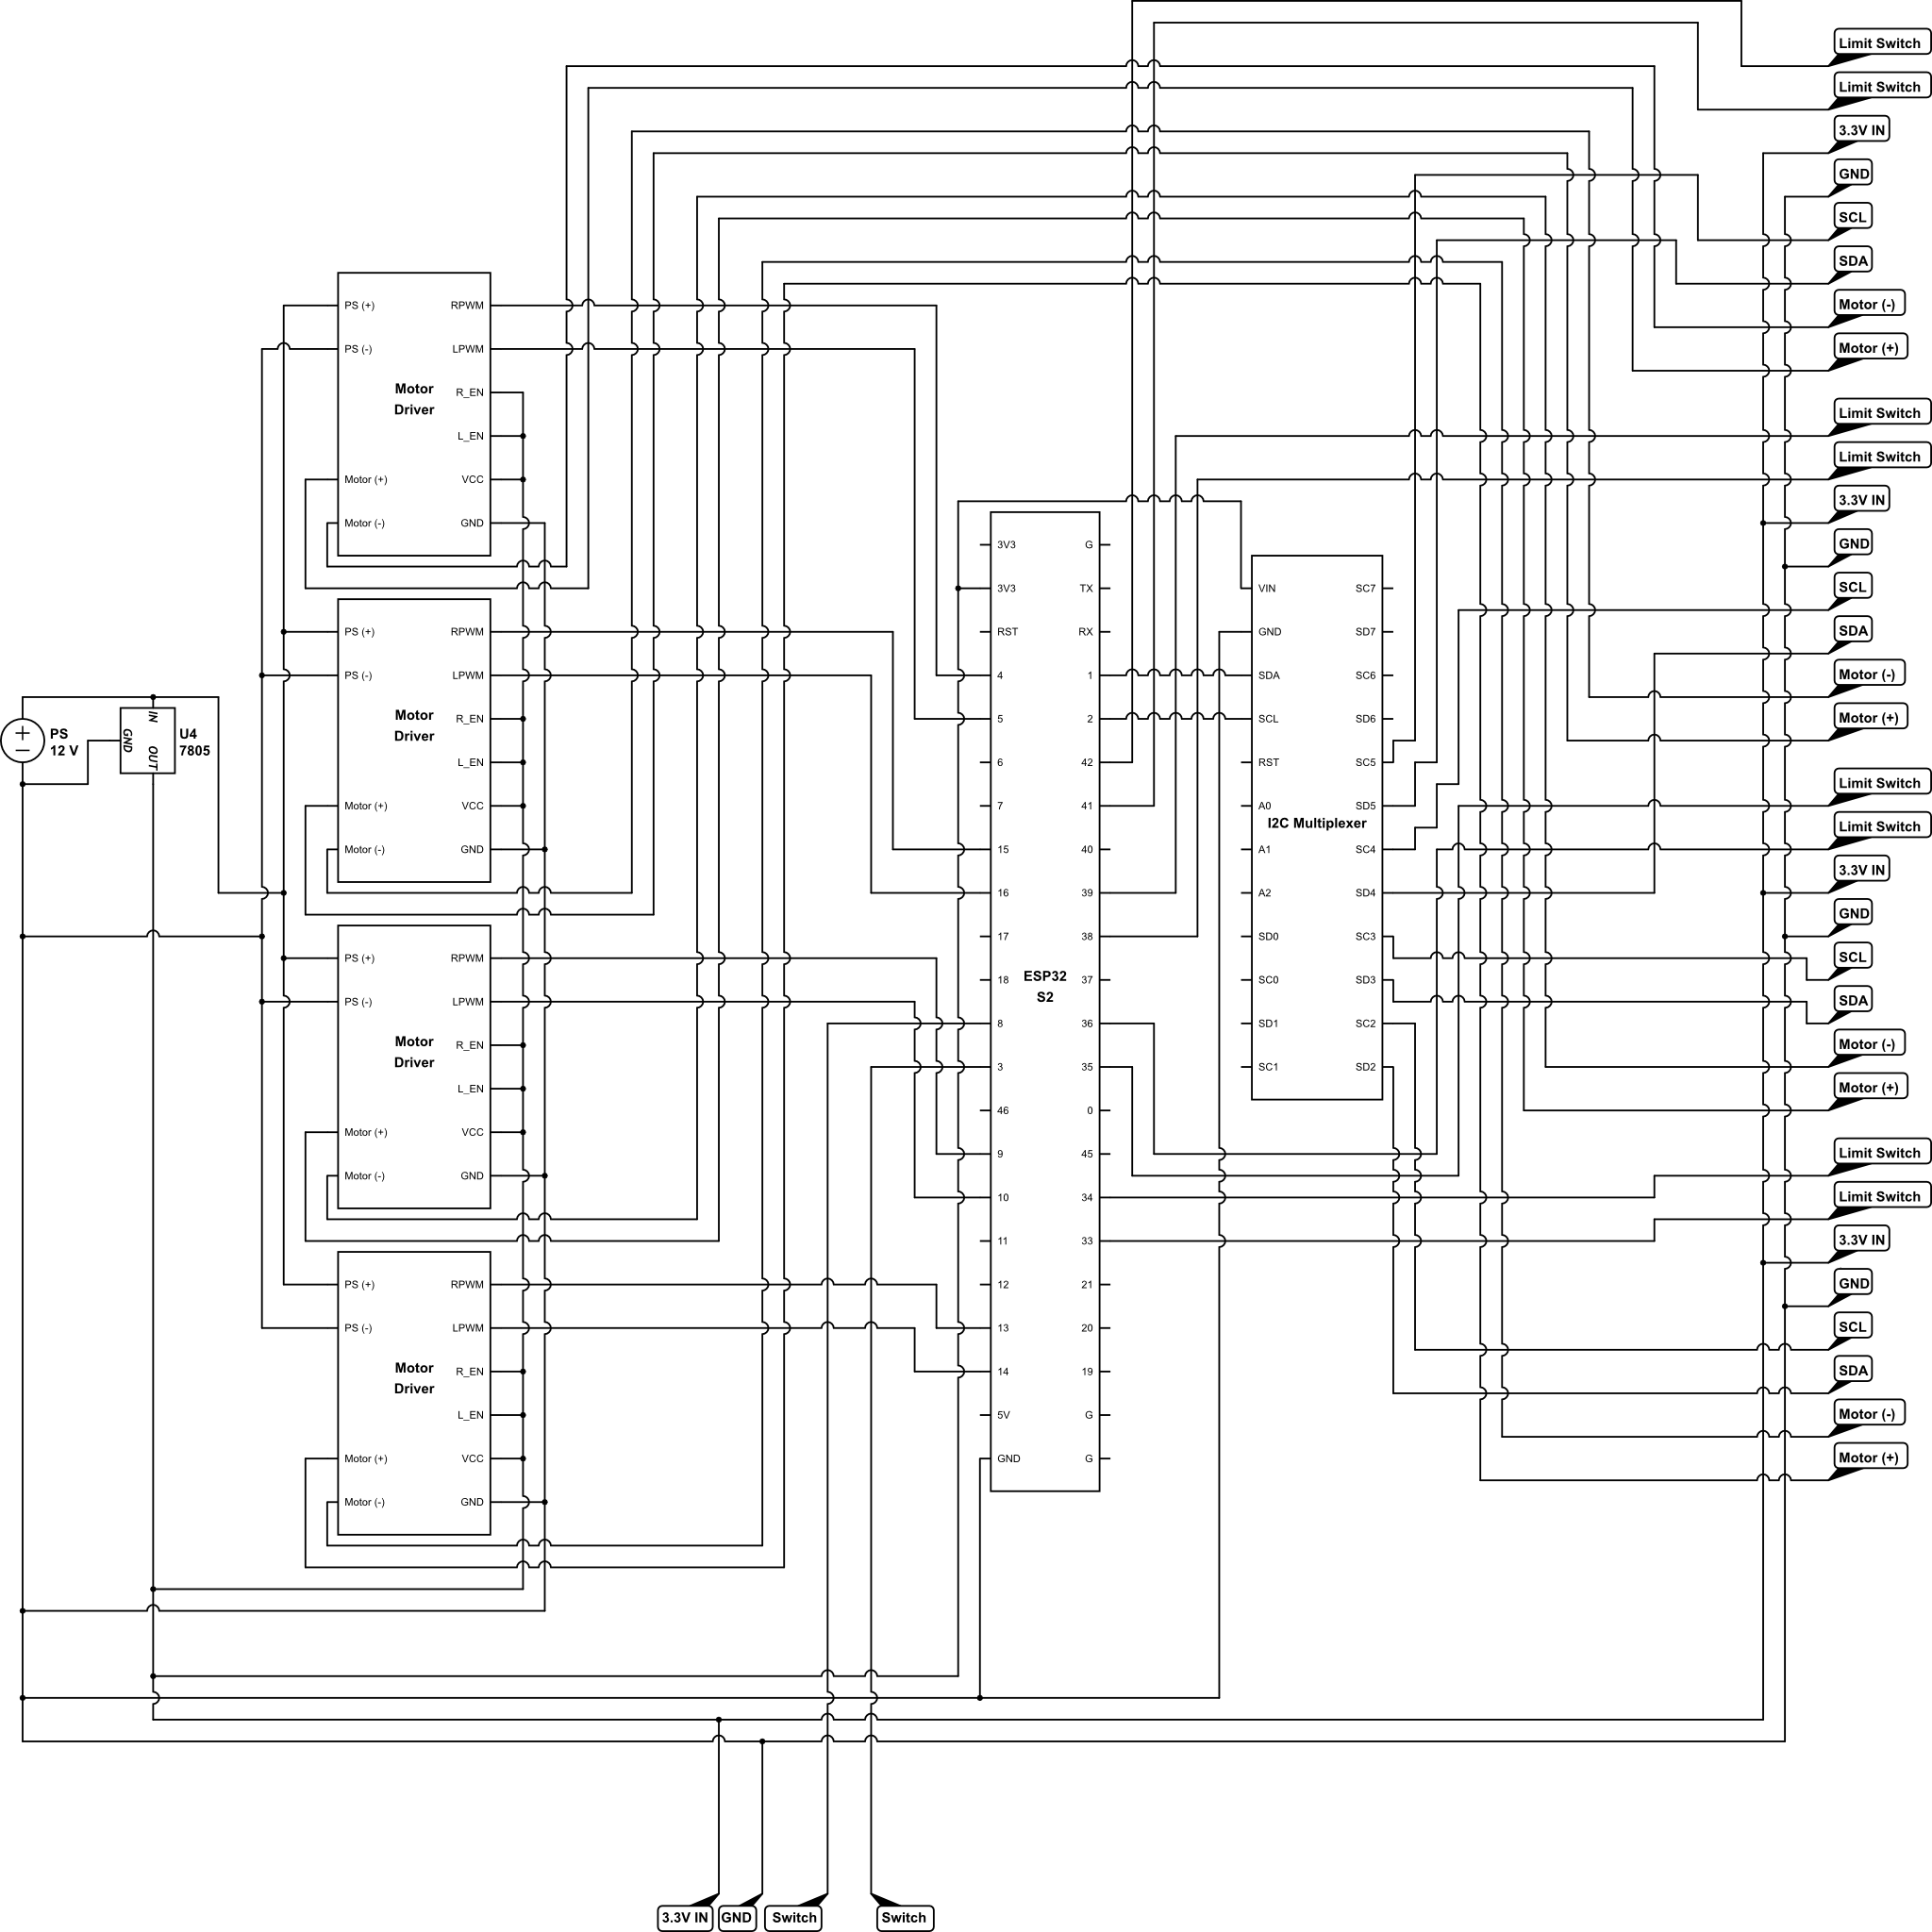 Limit Switch
Limit Switch
3.3V IN
GND
SCL
SDA
Motor (-)
Motor (+)
Limit Switch
Limit Switch
3.3V IN
GND
SCL
SDA
Motor (-)
Motor (+)
Limit Switch
Limit Switch
3.3V IN
GND
SCL
SDA
Motor (-)
Motor (+)
Limit Switch
Limit Switch
3.3V IN
GND
SCL
SDA
Motor (-)
Motor (+)
PS (+) RPWM
PS (-) LPWM
Motor
Driver
R_EN
L_EN
Motor (+) VCC
Motor (-) GND
PS (+) RPWM
PS (-) LPWM
Motor
Driver
R_EN
L_EN
Motor (+) VCC
Motor (-) GND
PS (+) RPWM
PS (-) LPWM
Motor
Driver
R_EN
L_EN
Motor (+) VCC
Motor (-) GND
PS (+) RPWM
PS (-) LPWM
Motor
Driver
R_EN
L_EN
Motor (+) VCC
Motor (-) GND
PS
12 V
IN
GND
OUT
U4
7805
3V3 G
3V3 TX
RST RX
4 1
5 2
6 42
7 41
15 40
16 39
17 38
18 37
ESP32
S2
8 36
3 35
46 0
9 45
10 34
11 33
12 21
13 20
14 19
5V G
GND G
VIN SC7
GND SD7
SDA SC6
SCL SD6
RST SC5
A0 SD5
I2C Multiplexer
A1 SC4
A2 SD4
SD0 SC3
SC0 SD3
SD1 SC2
SC1 SD2
3.3V IN
GND
Switch
Switch